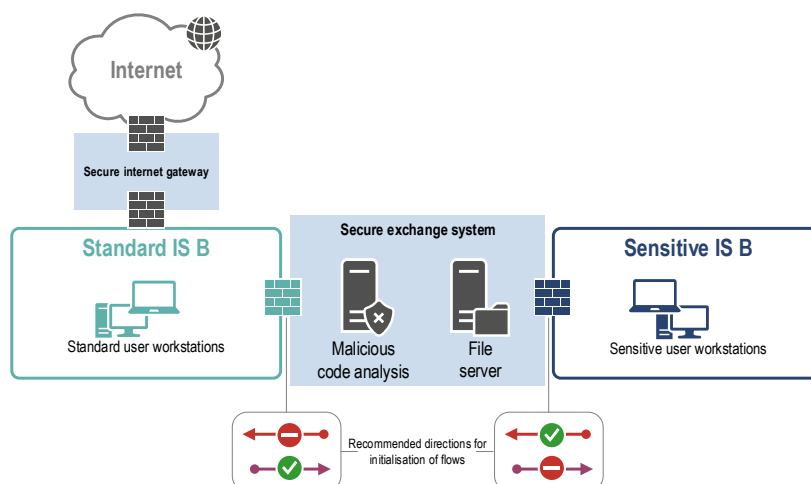 Internet
Secure internet gateway
Secure exchange system
Standard IS B
Sensitive IS B
Standard user workstations
Malicious
code analysis
File
server
Sensitive user workstations
Recommended directions for
initialisation of flows